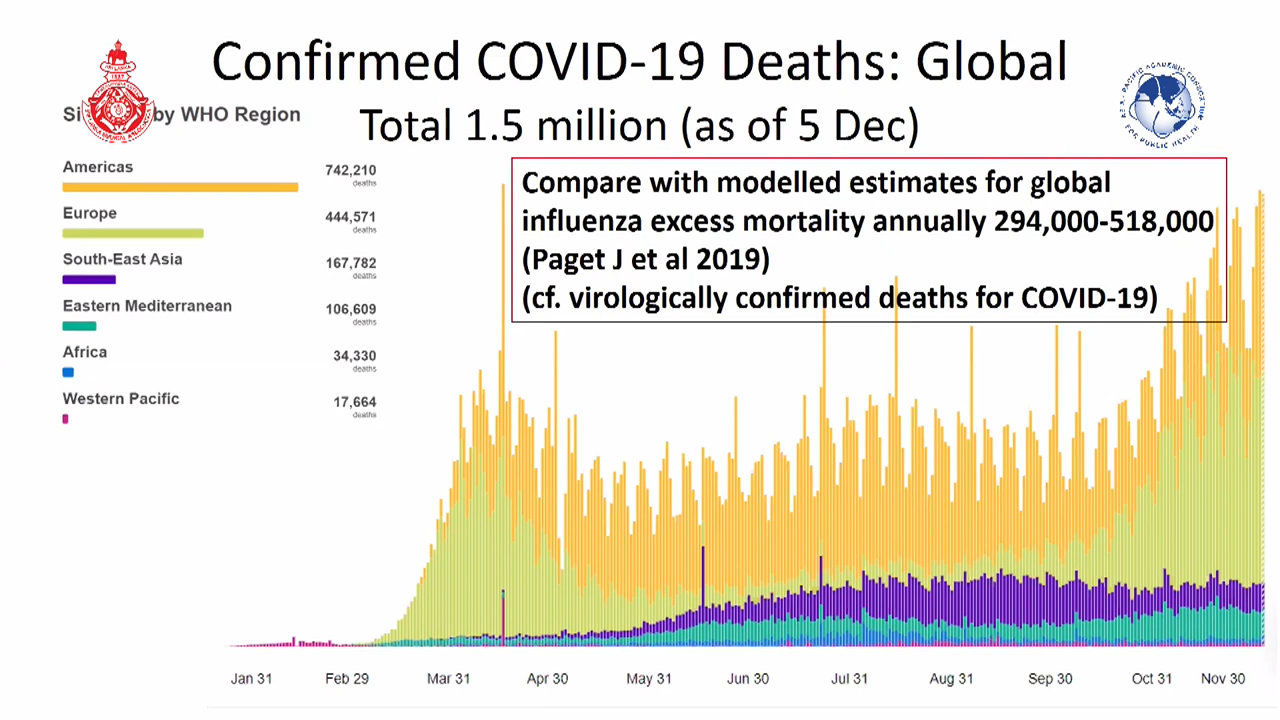 Confirmed COVID-19 Deaths: Global
Total 1.5 million (as of 5 Dec)
by WHO Region
Americas
742,210
deaths
Europe
444,571
deaths
South-East Asia
167,782
deaths
Eastern Mediterranean
106,609
deaths
Africa
34,330
deaths
Western Pacific
17,664
deaths
Compare with modelled estimates for global
influenza excess mortality annually 294,000-518,000
(Paget J et al 2019)
(cf. virologically confirmed deaths for COVID-19)
Jan 31 Feb 29 Mar 31 Apr 30 May 31 Jun 30 Jul 31 Aug 31 Sep 30 Oct 31 Nov 30